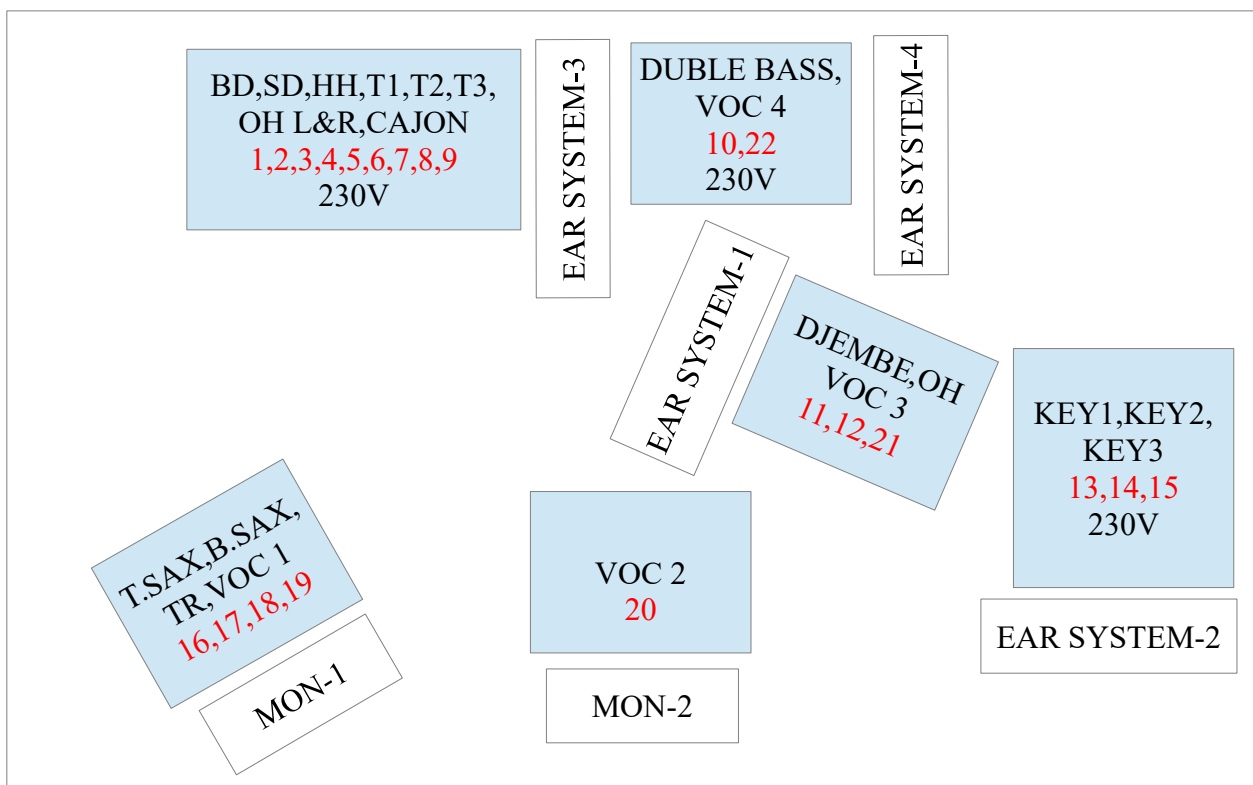 BD,SD,HH,T1,T2,T3,
OH L&R,CAJON
1,2,3,4,5,6,7,8,9
230V
EAR SYSTEM-3
DUBLE BASS,
VOC 4
10,22
230V
EAR SYSTEM-4
EAR SYSTEM-1
DJEMBE,OH
VOC 3
11,12,21
KEY1,KEY2,
KEY3
13,14,15
230V
EAR SYSTEM-2
T.SAX,B.SAX,
TR,VOC 1
16,17,18,19
MON-1
VOC 2
20
MON-2